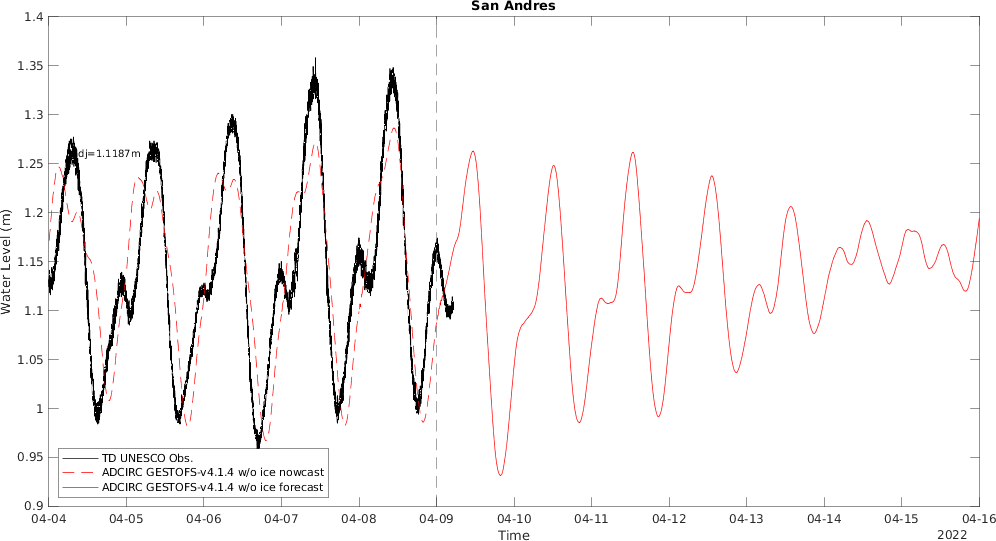 San Andres
1.4
1.35
1.3
1.25
1.2
1.15
1.1
1.05
1
0.95
0.9
Water Level (m)
dj=1.1187m
TD UNESCO Obs.
ADCIRC GESTOFS-v4.1.4 w/o ice nowcast
ADCIRC GESTOFS-v4.1.4 w/o ice forecast
04-04 04-05 04-06 04-07 04-08 04-09 04-10 04-11 04-12 04-13 04-14 04-15 04-16
Time
2022